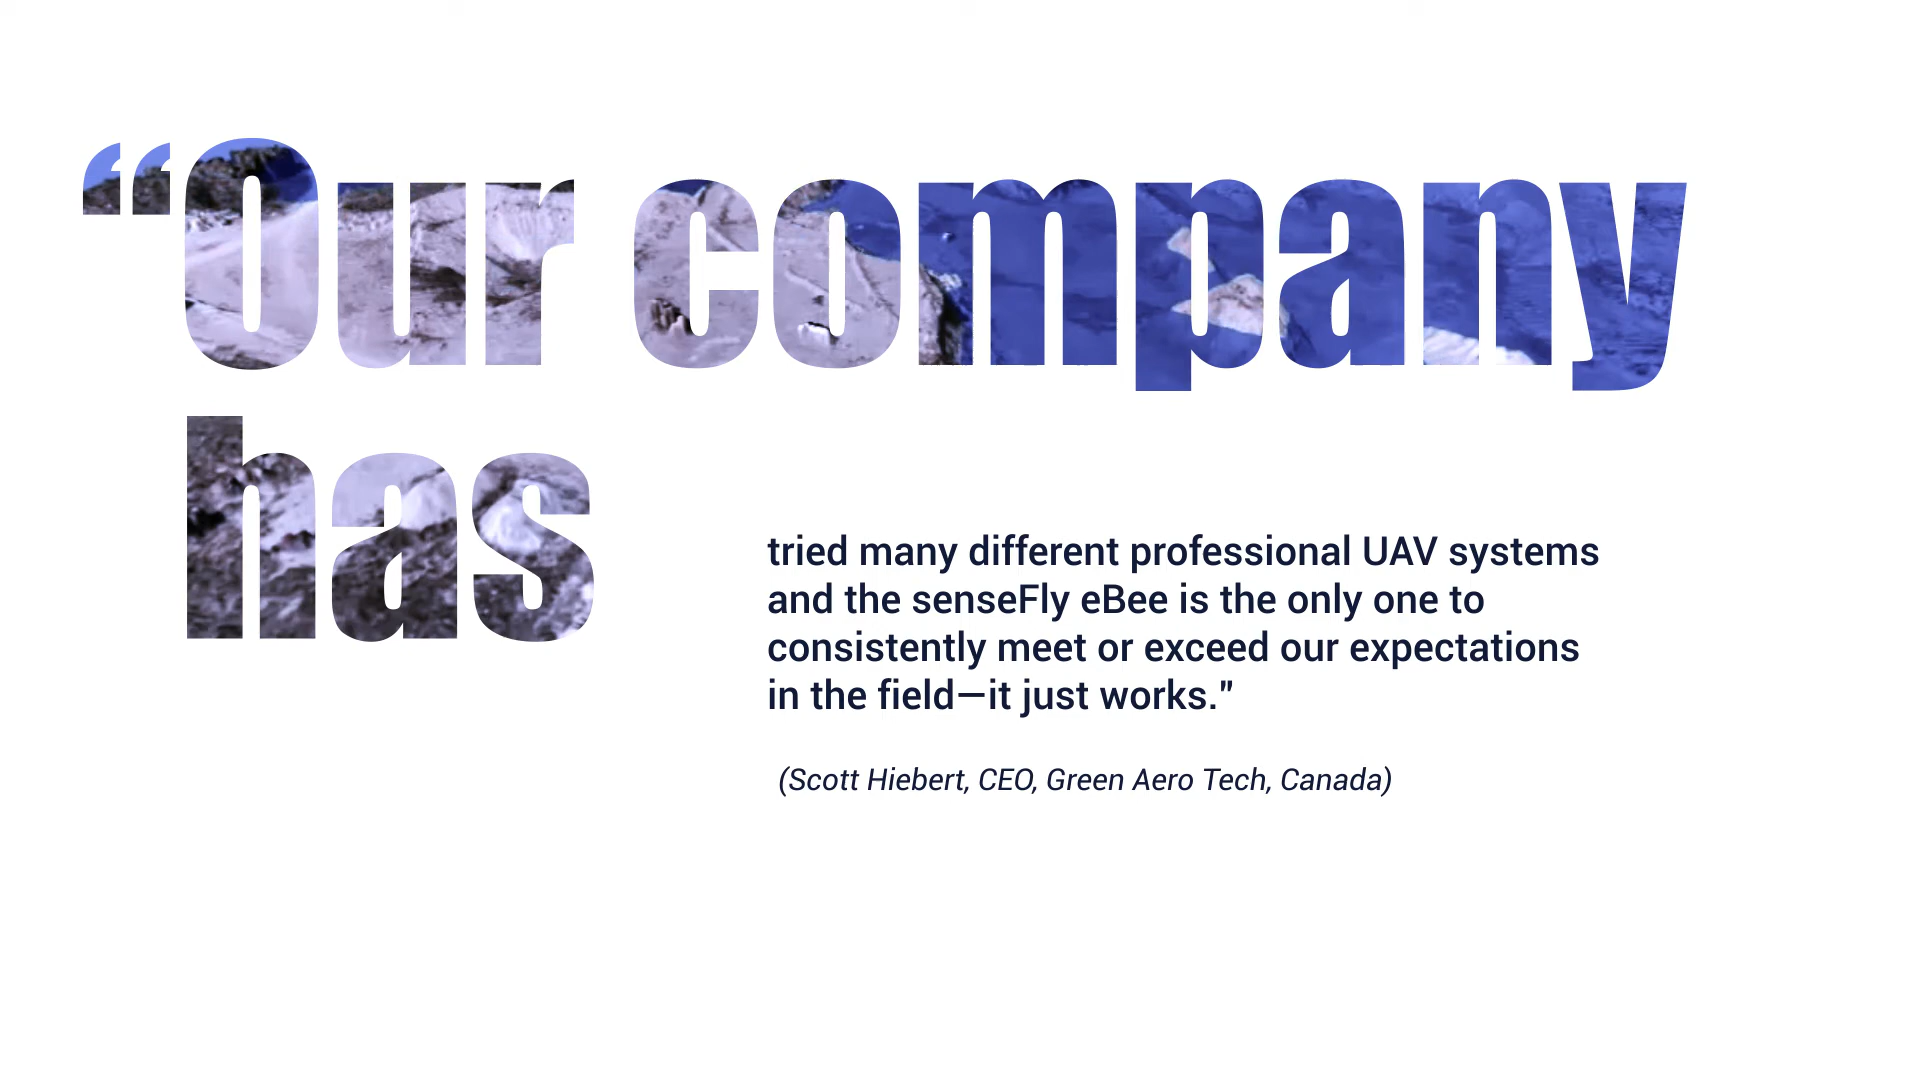 “Our company
has
tried many different professional UAV systems
and the senseFly eBee is the only one to
consistently meet or exceed our expectations
in the field—it just works."
(Scott Hiebert, CEO, Green Aero Tech, Canada)